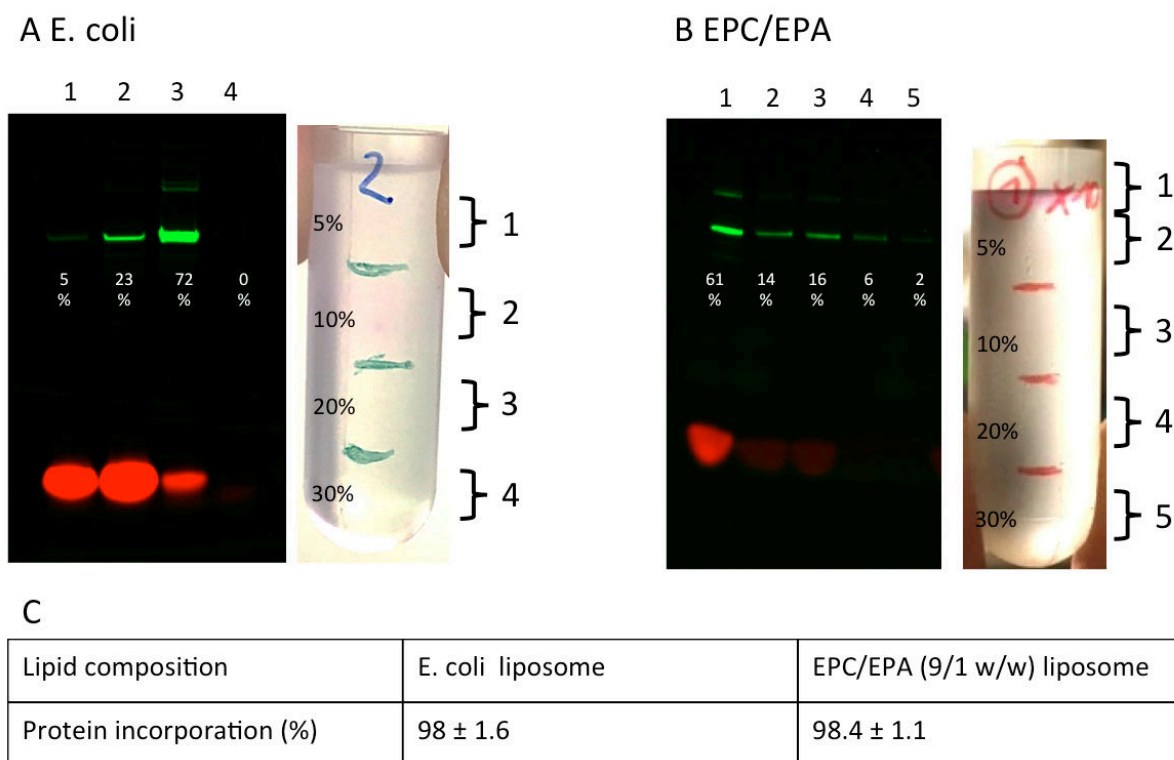 A E. coli
1 2 3 4
5 % 23 % 72 % 0 %
2.
5%
10%
20%
30%
1
2
3
4
B EPC/EPA
1 2 3 4 5
61 % 14 % 16 % 6 % 2 %
5%
10%
20%
30%
1
2
3
4
5
C
Lipid composition E. coli liposome EPC/EPA (9/1 w/w) liposome
Protein incorporation (%) 98 ± 1.6 98.4 ± 1.1